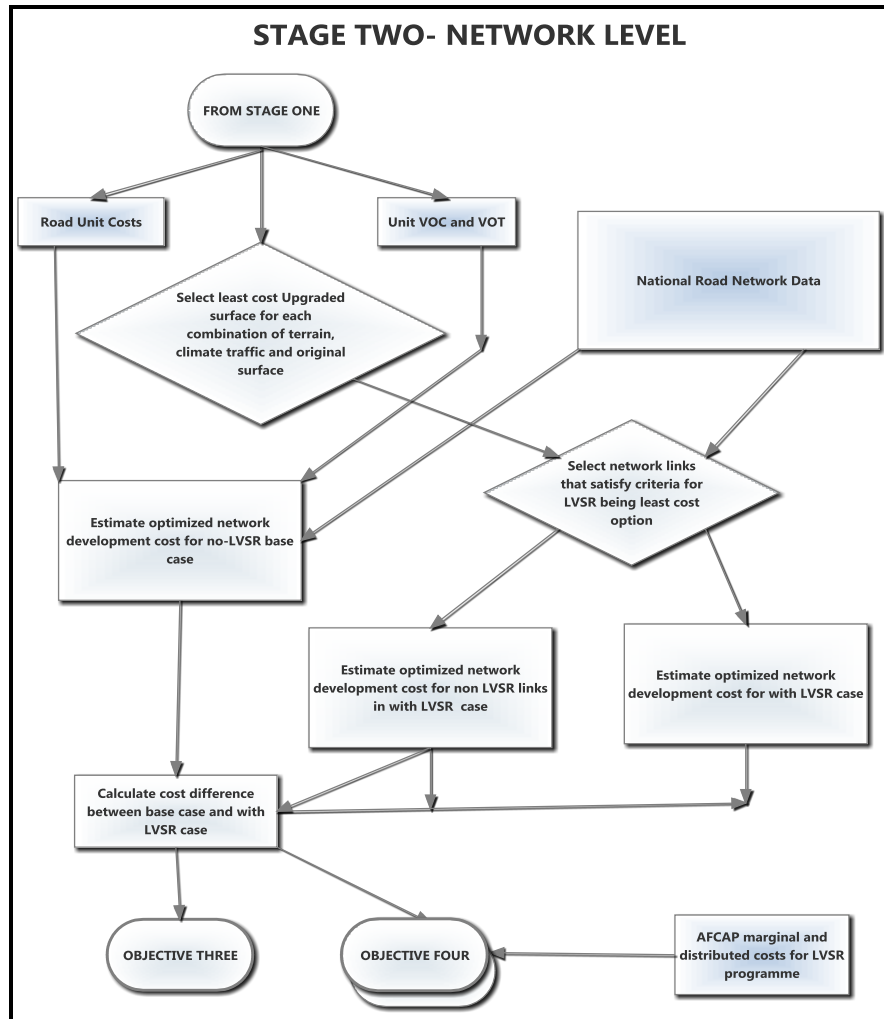 STAGE TWO- NETWORK LEVEL
FROM STAGE ONE
Road Unit Costs
Unit VOC and VOT
National Road Network Data
Select least cost Upgraded
surface for each
combination of terrain,
climate traffic and original
surface
Select network links
that satisfy criteria for
LVSR being least cost
option
Estimate optimized network
development cost for no-LVSR base
case
Estimate optimized network
development cost for non LVSR links
in with LVSR case
Estimate optimized network
development cost for with LVSR case
Calculate cost difference
between base case and with
LVSR case
OBJECTIVE THREE
OBJECTIVE FOUR
AFCAP marginal and
distributed costs for LVSR
programme